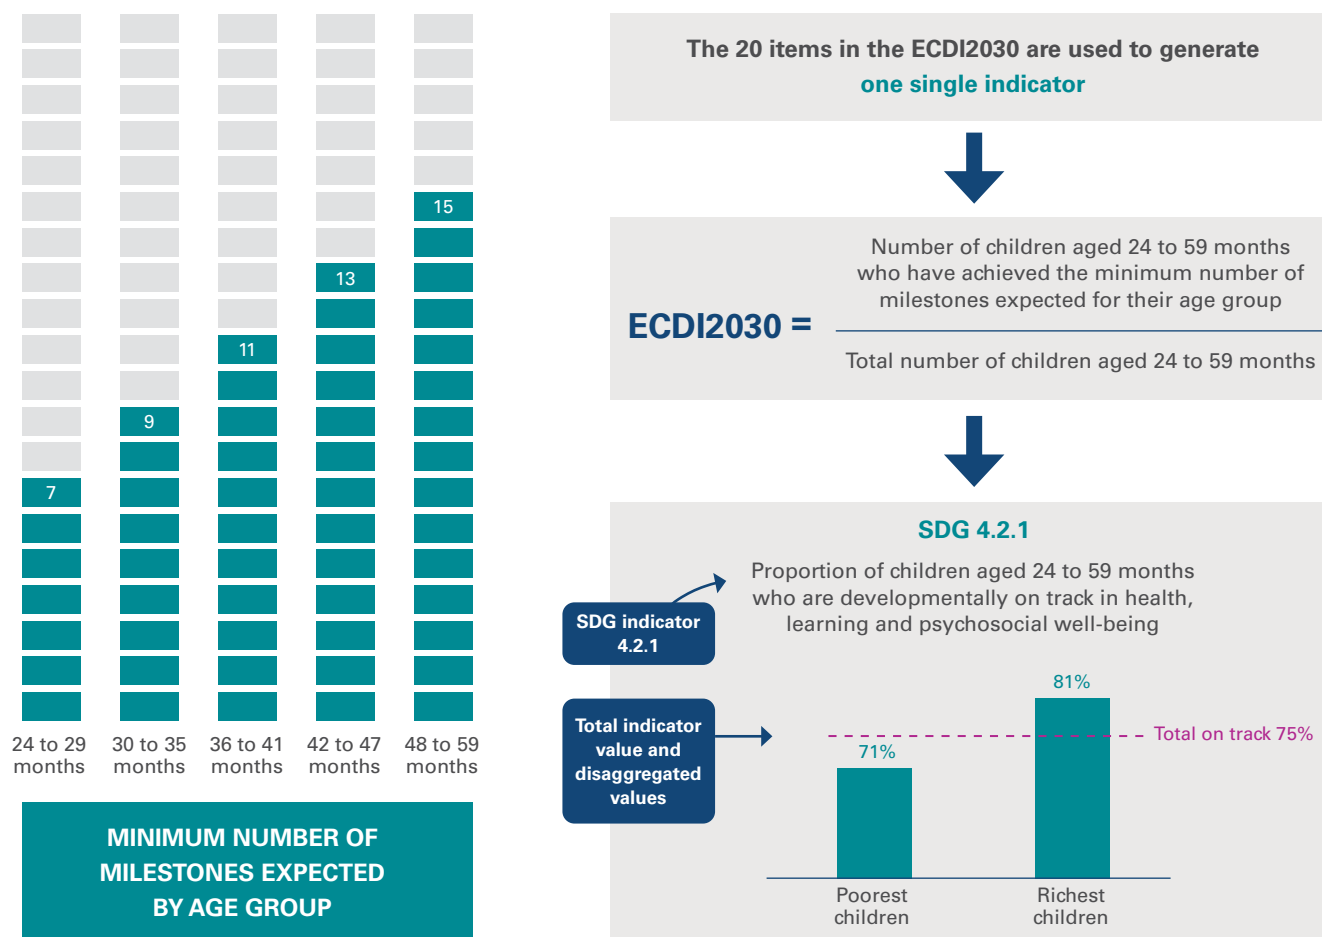 15
13
11
9
7
24 to 29
months
30 to 35
months
36 to 41
months
42 to 47
months
48 to 59
months
MINIMUM NUMBER OF
MILESTONES EXPECTED
BY AGE GROUP
The 20 items in the ECDI2030 are used to generate
one single indicator
ECDI2030 =
Number of children aged 24 to 59 months
who have achieved the minimum number of
milestones expected for their age group
Total number of children aged 24 to 59 months
SDG 4.2.1
Proportion of children aged 24 to 59 months
who are developmentally on track in health,
learning and psychosocial well-being
SDG indicator
4.2.1
Total indicator
value and
disaggregated
values
81%
Total on track 75%
71%
Poorest
children
Richest
children